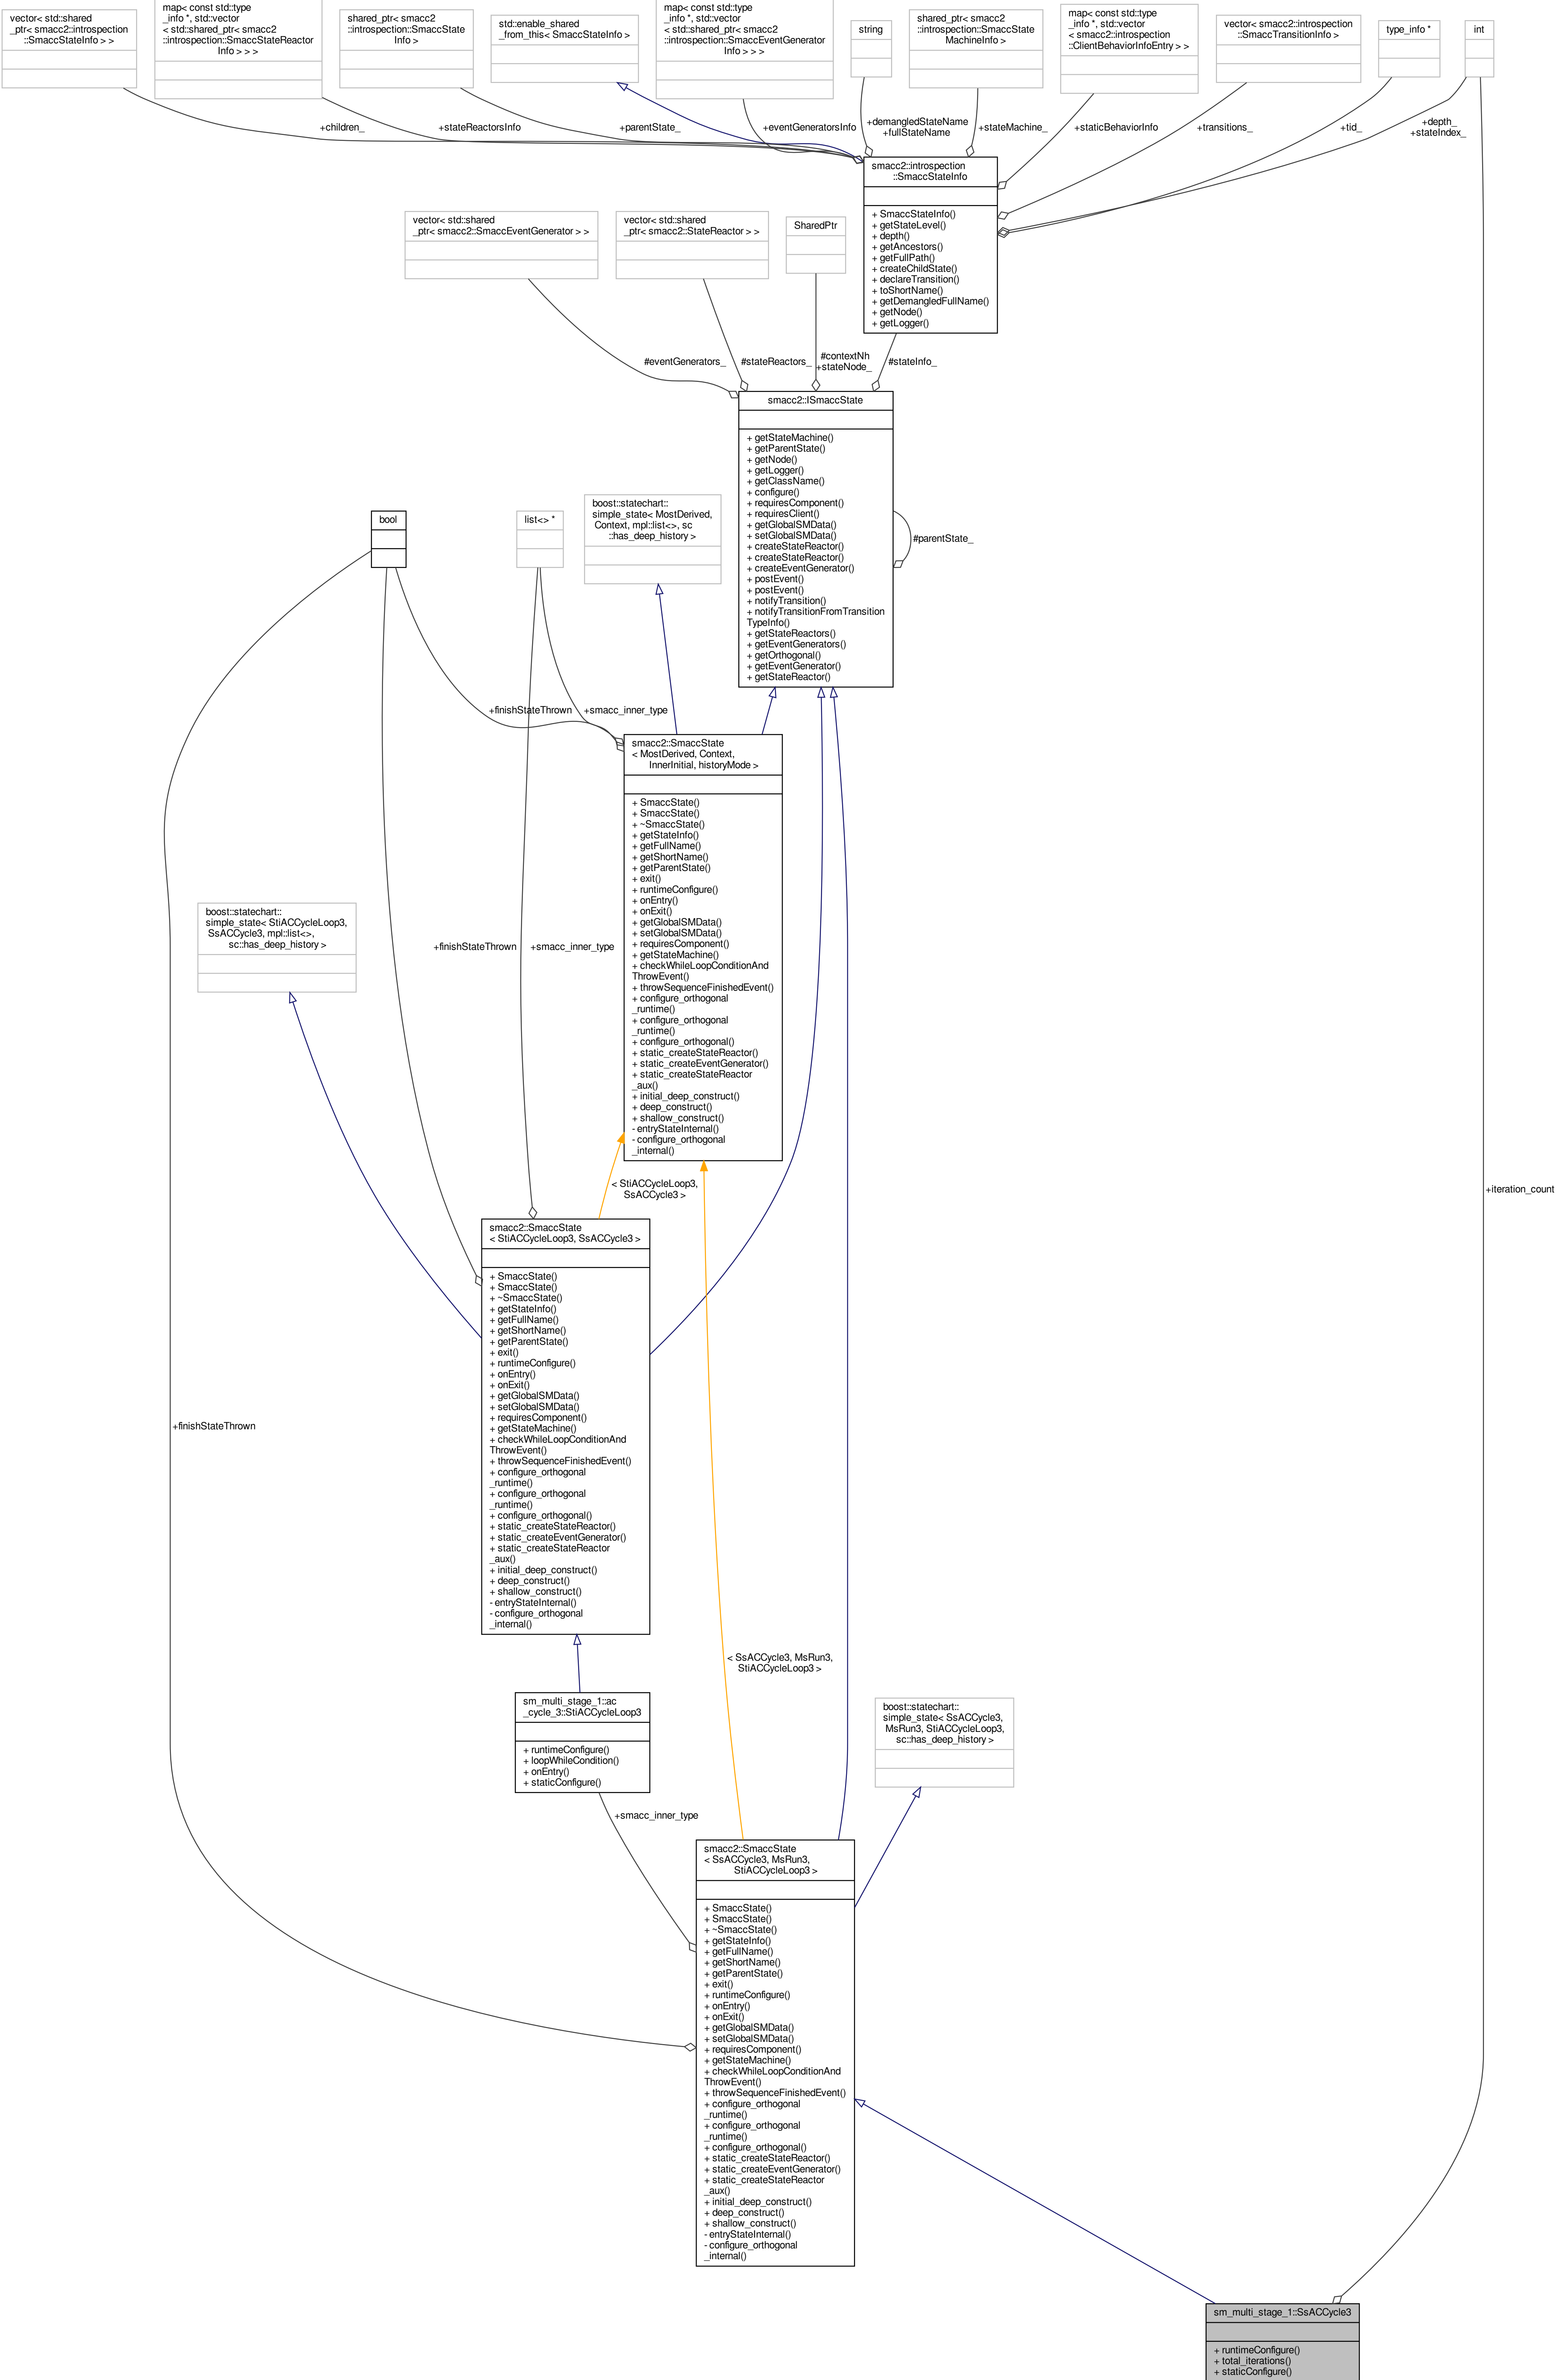 vector< std::shared
_ptr< smacc2::introspection
::SmaccStateInfo > >
map< const std::type
_info *, std::vector
< std::shared_ptr< smacc2
::introspection::SmaccStateReactor
Info > > >
shared_ptr< smacc2
::introspection::SmaccState
Info >
std::enable_shared
_from_this< SmaccStateInfo >
map< const std::type
_info *, std::vector
< std::shared_ptr< smacc2
::introspection::SmaccEventGenerator
Info > > >
string
shared_ptr< smacc2
::introspection::SmaccState
MachineInfo >
map< const std::type
_info *, std::vector
< smacc2::introspection
::ClientBehaviorInfoEntry > >
vector< smacc2::introspection
::SmaccTransitionInfo >
type_info *
int
+children_
+stateReactorsInfo
+parentState_
+eventGeneratorsInfo
+demangledStateName
+fullStateName
+stateMachine_
+staticBehaviorInfo
+transitions_
+tid_
+depth_
+stateIndex_
smacc2::introspection
::SmaccStateInfo
+ SmaccStateInfo()
+ getStateLevel()
+ depth()
+ getAncestors()
+ getFullPath()
+ createChildState()
+ declareTransition()
+ toShortName()
+ getDemangledFullName()
+ getNode()
+ getLogger()
vector< std::shared
_ptr< smacc2::SmaccEventGenerator > >
vector< std::shared
_ptr< smacc2::StateReactor > >
SharedPtr
#eventGenerators_
#stateReactors_
#contextNh
+stateNode_
#stateInfo_
smacc2::ISmaccState
+ getStateMachine()
+ getParentState()
+ getNode()
+ getLogger()
+ getClassName()
+ configure()
+ requiresComponent()
+ requiresClient()
+ getGlobalSMData()
+ setGlobalSMData()
+ createStateReactor()
+ createStateReactor()
+ createEventGenerator()
+ postEvent()
+ postEvent()
+ notifyTransition()
+ notifyTransitionFromTransition
TypeInfo()
+ getStateReactors()
+ getEventGenerators()
+ getOrthogonal()
+ getEventGenerator()
+ getStateReactor()
#parentState_
bool
list<> *
boost::statechart::
simple_state< MostDerived,
Context, mpl::list<>, sc
::has_deep_history >
+finishStateThrown
+smacc_inner_type
smacc2::SmaccState
< MostDerived, Context,
InnerInitial, historyMode >
+ SmaccState()
+ SmaccState()
+ ~SmaccState()
+ getStateInfo()
+ getFullName()
+ getShortName()
+ getParentState()
+ exit()
+ runtimeConfigure()
+ onEntry()
+ onExit()
+ getGlobalSMData()
+ setGlobalSMData()
+ requiresComponent()
+ getStateMachine()
+ checkWhileLoopConditionAnd
ThrowEvent()
+ throwSequenceFinishedEvent()
+ configure_orthogonal
_runtime()
+ configure_orthogonal
_runtime()
+ configure_orthogonal()
+ static_createStateReactor()
+ static_createEventGenerator()
+ static_createStateReactor
_aux()
+ initial_deep_construct()
+ deep_construct()
+ shallow_construct()
- entryStateInternal()
- configure_orthogonal
_internal()
boost::statechart::
simple_state< StiACCycleLoop3,
SsACCycle3, mpl::list<>,
sc::has_deep_history >
+finishStateThrown
+smacc_inner_type
< StiACCycleLoop3,
SsACCycle3 >
+iteration_count
smacc2::SmaccState
< StiACCycleLoop3, SsACCycle3 >
+ SmaccState()
+ SmaccState()
+ ~SmaccState()
+ getStateInfo()
+ getFullName()
+ getShortName()
+ getParentState()
+ exit()
+ runtimeConfigure()
+ onEntry()
+ onExit()
+ getGlobalSMData()
+ setGlobalSMData()
+ requiresComponent()
+ getStateMachine()
+ checkWhileLoopConditionAnd
ThrowEvent()
+ throwSequenceFinishedEvent()
+ configure_orthogonal
_runtime()
+ configure_orthogonal
_runtime()
+ configure_orthogonal()
+ static_createStateReactor()
+ static_createEventGenerator()
+ static_createStateReactor
_aux()
+ initial_deep_construct()
+ deep_construct()
+ shallow_construct()
- entryStateInternal()
- configure_orthogonal
_internal()
+finishStateThrown
< SsACCycle3, MsRun3,
StiACCycleLoop3 >
sm_multi_stage_1::ac
_cycle_3::StiACCycleLoop3
+ runtimeConfigure()
+ loopWhileCondition()
+ onEntry()
+ staticConfigure()
boost::statechart::
simple_state< SsACCycle3,
MsRun3, StiACCycleLoop3,
sc::has_deep_history >
+smacc_inner_type
smacc2::SmaccState
< SsACCycle3, MsRun3,
StiACCycleLoop3 >
+ SmaccState()
+ SmaccState()
+ ~SmaccState()
+ getStateInfo()
+ getFullName()
+ getShortName()
+ getParentState()
+ exit()
+ runtimeConfigure()
+ onEntry()
+ onExit()
+ getGlobalSMData()
+ setGlobalSMData()
+ requiresComponent()
+ getStateMachine()
+ checkWhileLoopConditionAnd
ThrowEvent()
+ throwSequenceFinishedEvent()
+ configure_orthogonal
_runtime()
+ configure_orthogonal
_runtime()
+ configure_orthogonal()
+ static_createStateReactor()
+ static_createEventGenerator()
+ static_createStateReactor
_aux()
+ initial_deep_construct()
+ deep_construct()
+ shallow_construct()
- entryStateInternal()
- configure_orthogonal
_internal()
sm_multi_stage_1::SsACCycle3
+ runtimeConfigure()
+ total_iterations()
+ staticConfigure()